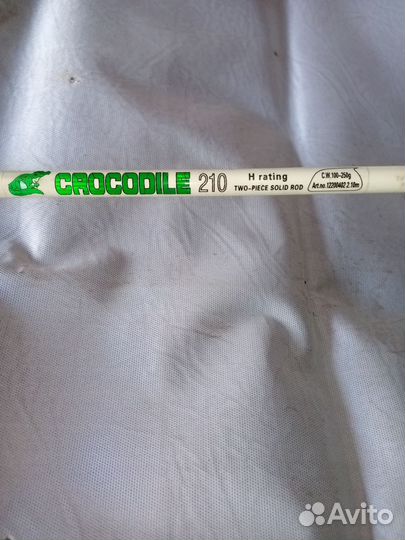 CROCODILE 210
H rating
TWO-PIECE SOLID ROD
C.W.100-250g
Art.no.12200402 2.10m
Avito